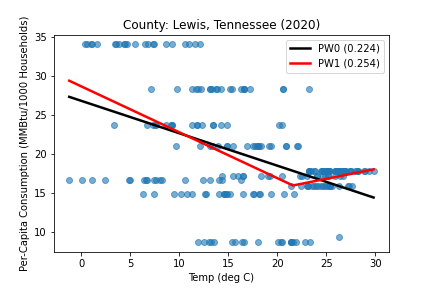 County: Lewis, Tennessee (2020)
PW0 (0.224)
PW1 (0.254)
Per-Capita Consumption (MMBtu/1000 Households)
35
30
25
20
15
10
0
5
10
15
20
25
30
Temp (deg C)